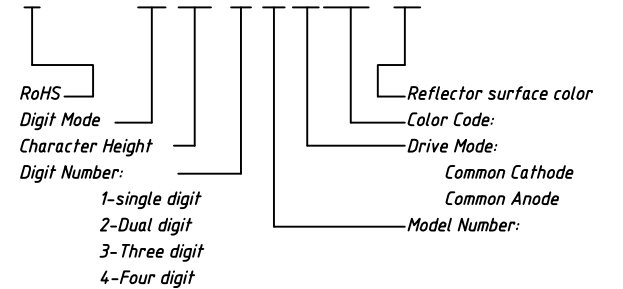 RoHS
Digit Mode
Character Height
Digit Number:
1-single digit
2-Dual digit
3-Three digit
4-Four digit
Reflector surface color
Color Code:
Drive Mode:
Common Cathode
Common Anode
Model Number: